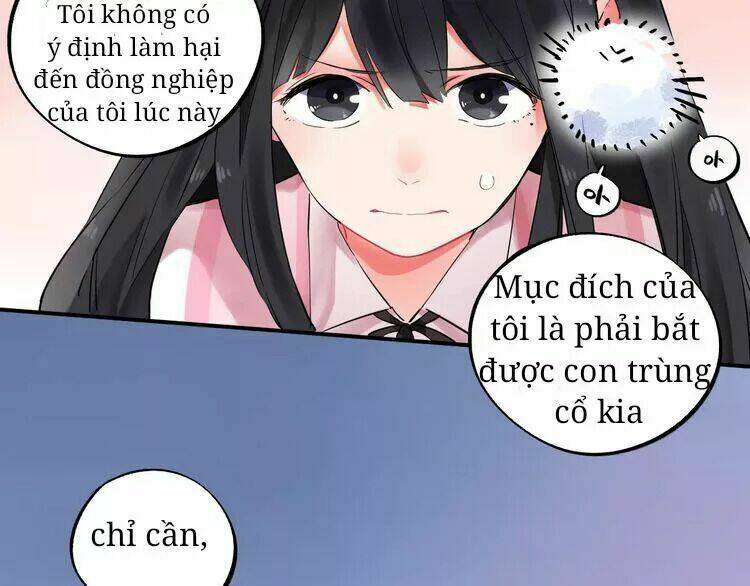 Tôi không có
ý định làm hại
đến đồng nghiệp
của tôi lúc này
누
아
아
Mục đích của
tôi là phải bắt
được con trùng
cổ kia
chỉ cần,